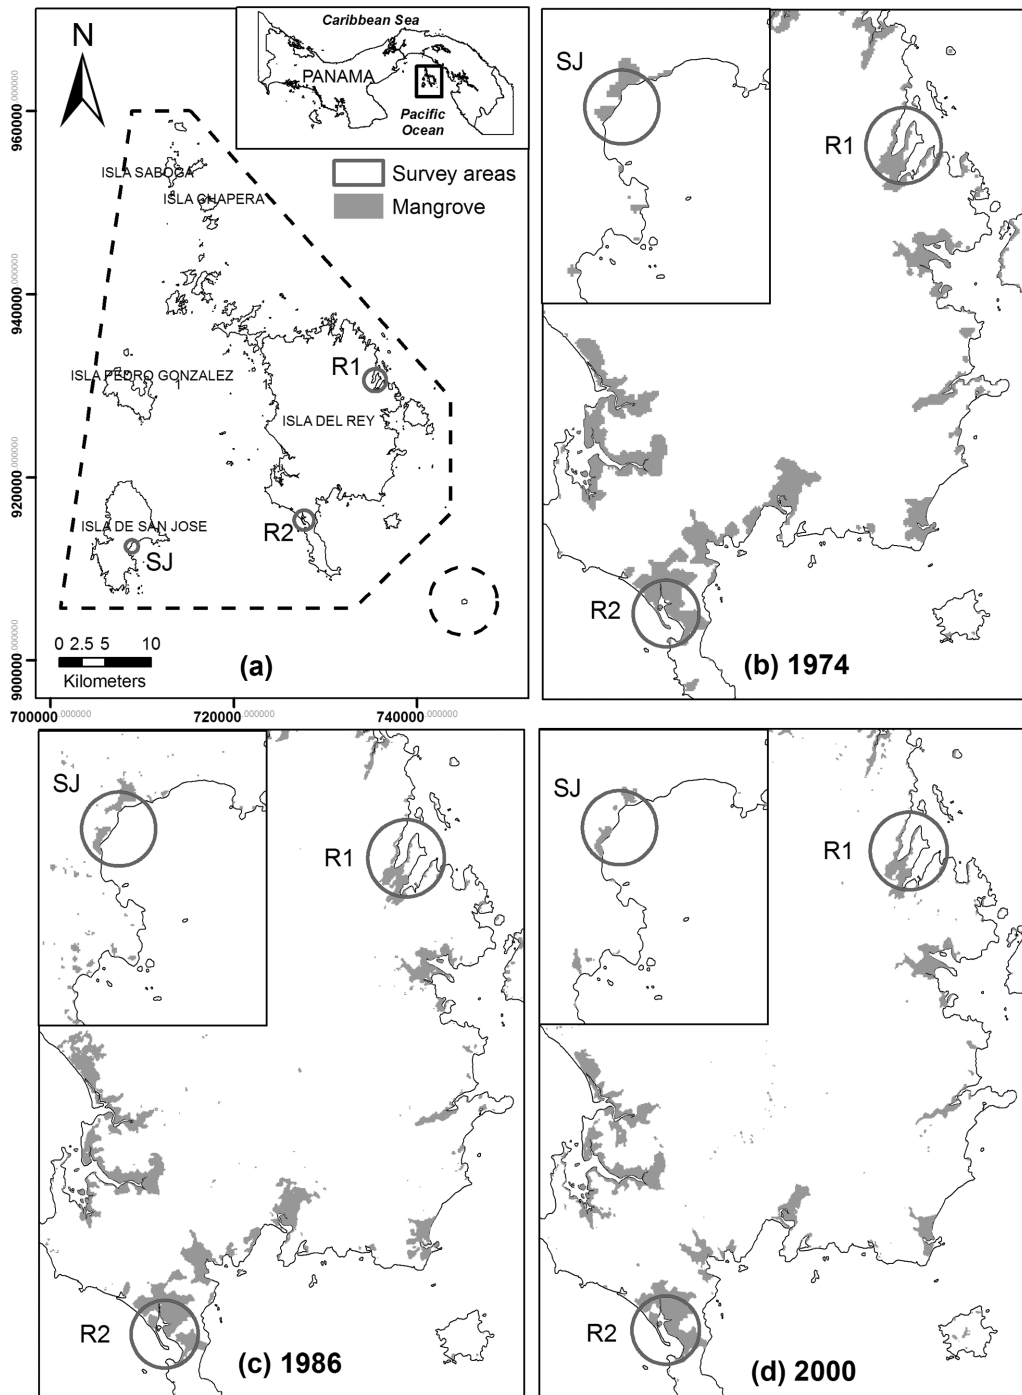 N
Caribbean Sea
PANAMA
Pacific
Ocean
Survey areas
Mangrove
ISLA SABOGA
ISLA CHAPERA
ISLA PEDRO GONZALEZ
ISLA DEL REY
ISLA DE SAN JOSE
R1
R2
SJ
0 2.5 5 10
Kilometers
(a)
960000.000000
940000.000000
920000.000000
900000.000000
700000.000000
720000.000000
740000.000000
SJ
R1
R2
(b) 1974
SJ
R1
R2
(c) 1986
SJ
R1
R2
(d) 2000